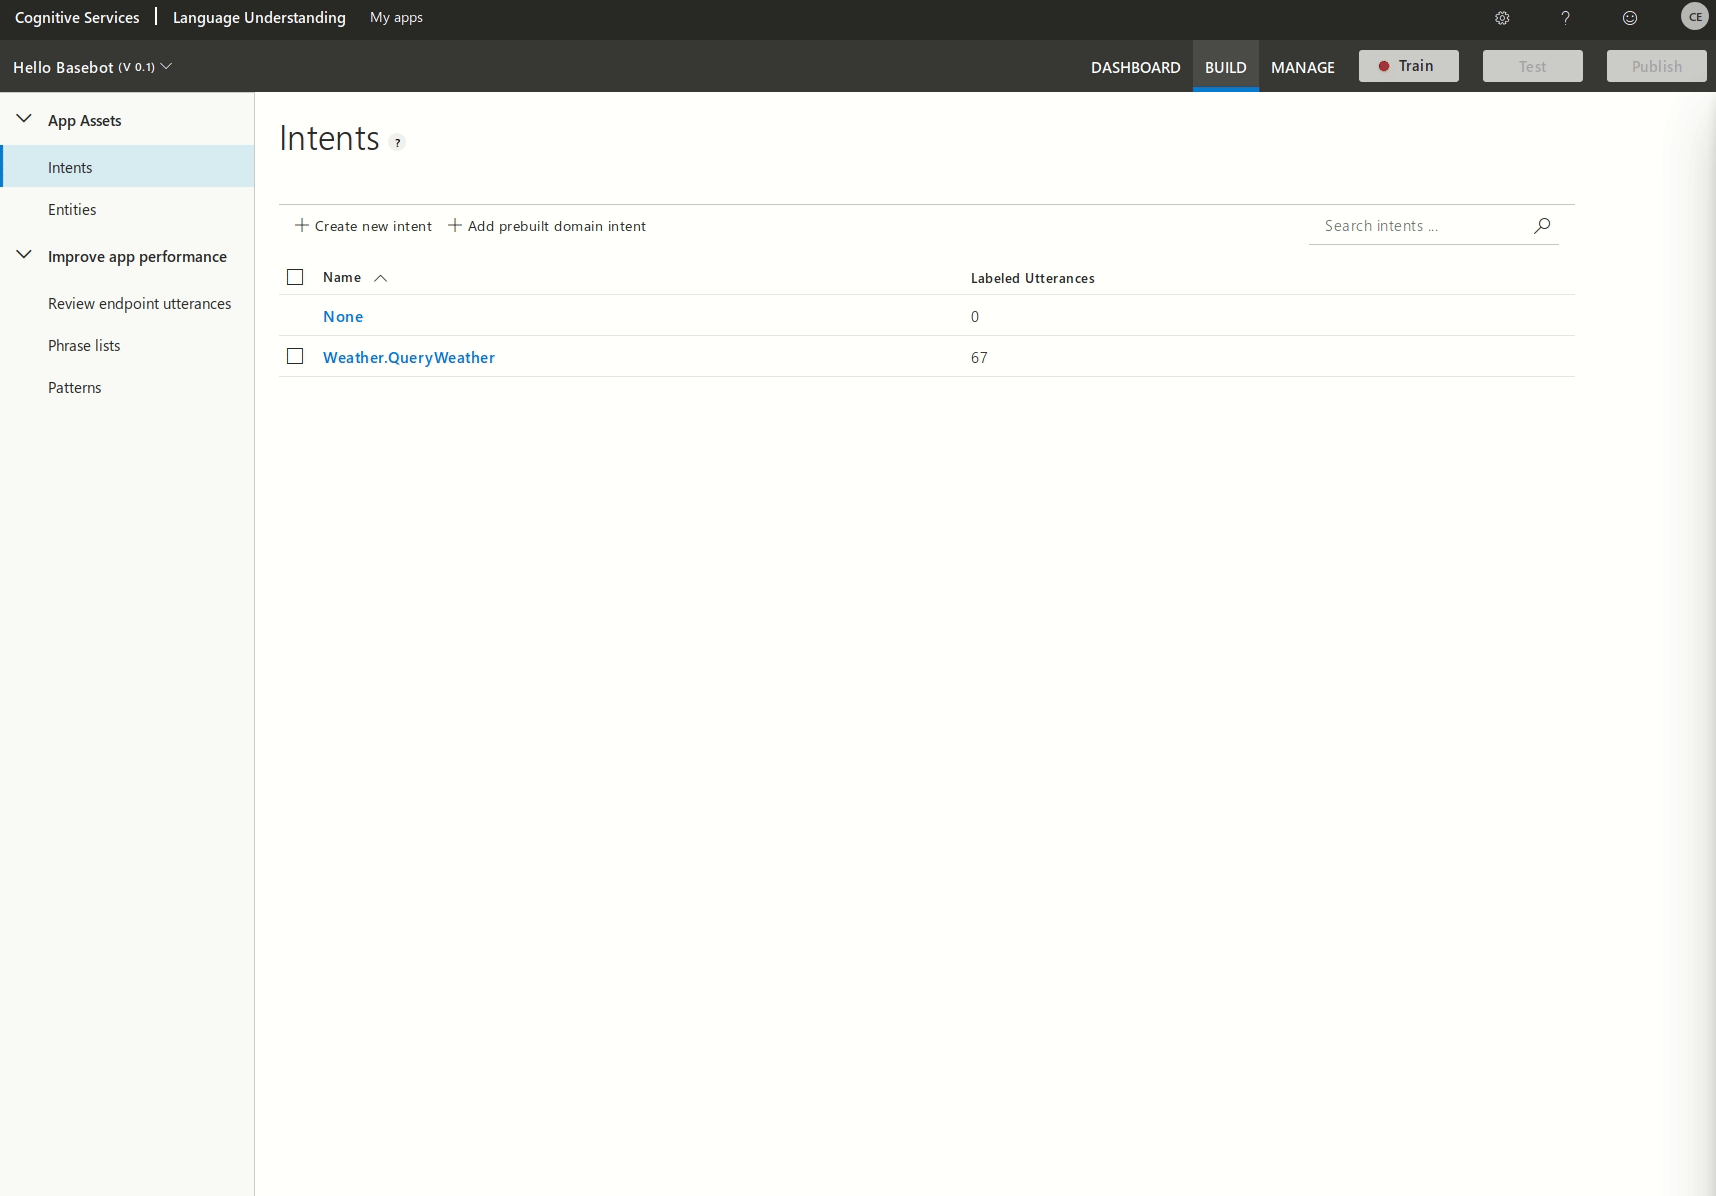 Cognitive Services | Language Understanding My apps ? CE
Hello Basebot (V 0.1) DASHBOARD BUILD MANAGE Train Test Publish
App Assets
Intents
Entities
Improve app performance
Review endpoint utterances
Phrase lists
Patterns
Intents ?
Create new intent Add prebuilt domain intent Search intents ...
Name Labeled Utterances
None 0
Weather.QueryWeather 67